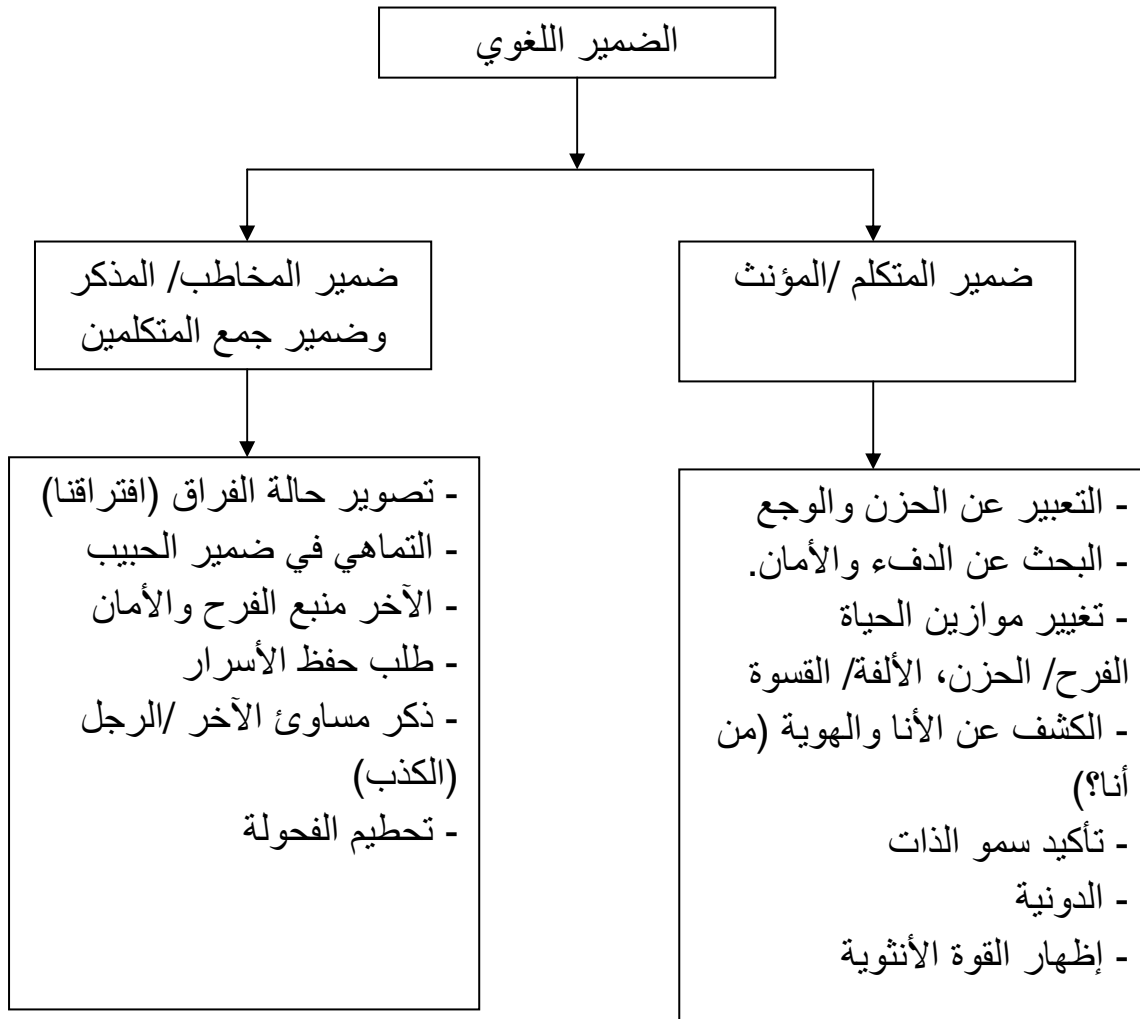 الضمير اللغوي
ضمير المتكلم /المؤنث
ضمير المخاطب/ المذكر
وضمير جمع المتكلمين
- التعبير عن الحزن والوجع
- البحث عن الدفء والأمان.
- تغيير موازين الحياة
الفرح/ الحزن، الألفة/ القسوة
- الكشف عن الأنا والهوية (من
أنا؟)
- تأكيد سمو الذات
- الدونية
- إظهار القوة الأنثوية
- تصوير حالة الفراق (افتراقنا)
- التماهي في ضمير الحبيب
- الآخر منبع الفرح والأمان
- طلب حفظ الأسرار
- ذكر مساوئ الآخر /الرجل
(الكذب)
- تحطيم الفحولة